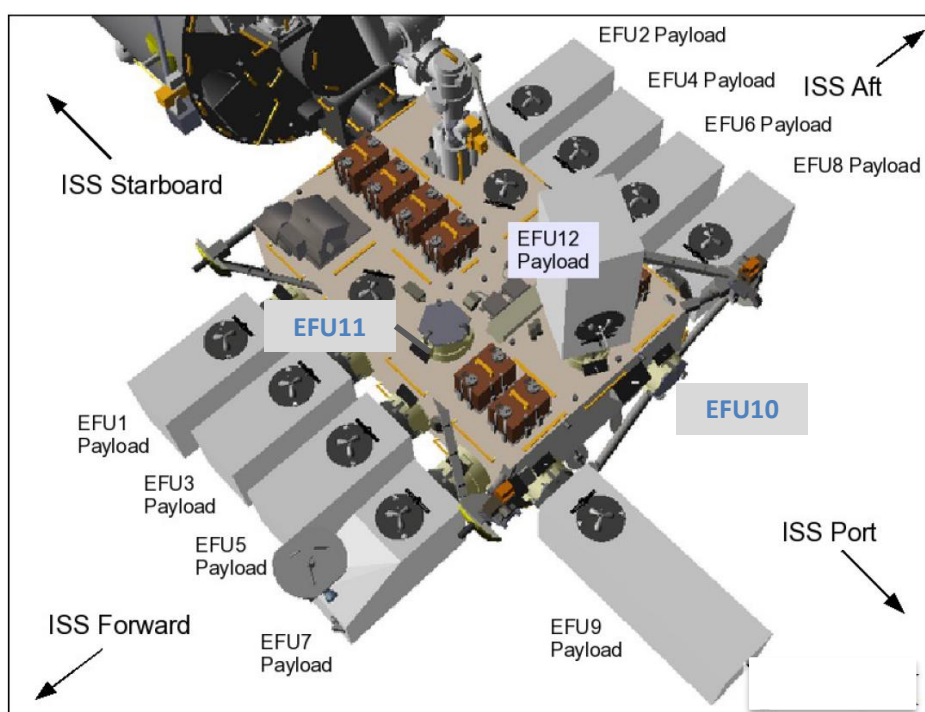 EFU2 Payload
EFU4 Payload
ISS Aft
EFU6 Payload
EFU8 Payload
ISS Starboard
EFU12
Payload
EFU11
EFU10
EFU1
Payload
EFU3
Payload
EFU5
Payload
ISS Port
ISS Forward
EFU7
Payload
EFU9
Payload